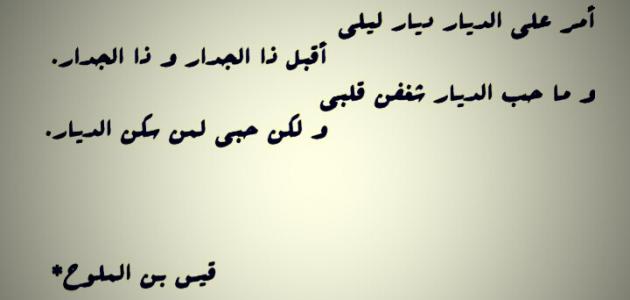 أمر على الديار ديار ليلى
أقبل ذا الجدار و ذا الجدار.
و ما حب الديار شغفن قلبي
و لكن حبي لمن سكن الديار.
قيس بن الملوح*